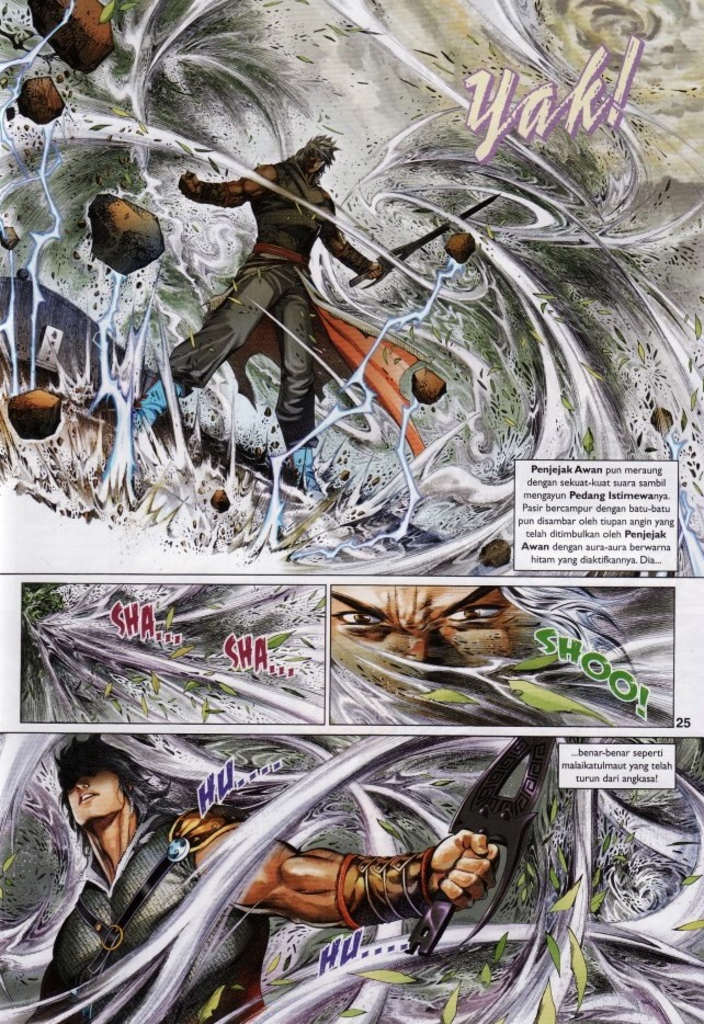 Yak!
Penjejak Awan pun meraung
dengan sekuat-kuat suara sambil
mengayun Pedang Istimewanya.
Pasir bercampur dengan batu-batu
pun disambar oleh tiupan angin yang
telah ditimbulkan oleh Penjejak
Awan dengan aura-aura berwarna
hitam yang diaktifkannya. Dia...
SHA...
SHA...
SHOO!
25
...benar-benar seperti
malaikatulmaut yang telah
turun dari angkasa!
HU.....
HU....